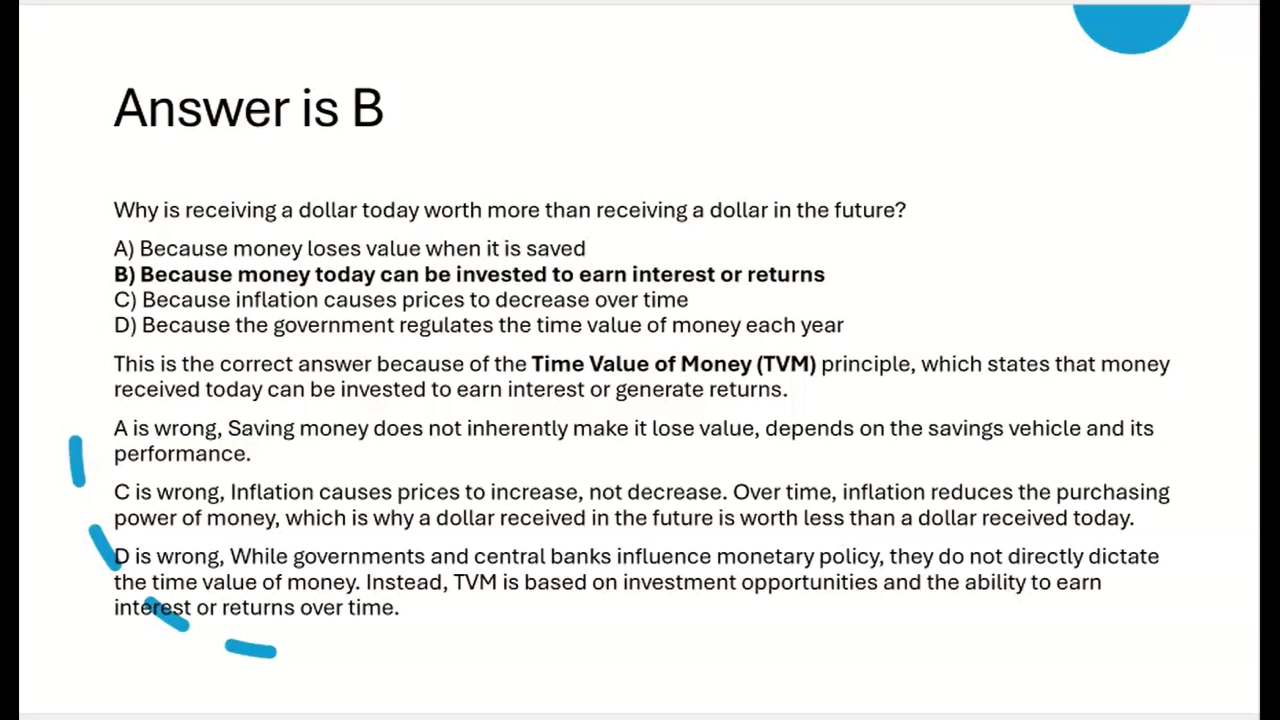 Answer is B
Why is receiving a dollar today worth more than receiving a dollar in the future?
A) Because money loses value when it is saved
B) Because money today can be invested to earn interest or returns
C) Because inflation causes prices to decrease over time
D) Because the government regulates the time value of money each year
This is the correct answer because of the Time Value of Money (TVM) principle, which states that money
received today can be invested to earn interest or generate returns.
A is wrong, Saving money does not inherently make it lose value, depends on the savings vehicle and its
performance.
C is wrong, Inflation causes prices to increase, not decrease. Over time, inflation reduces the purchasing
power of money, which is why a dollar received in the future is worth less than a dollar received today.
D is wrong, While governments and central banks influence monetary policy, they do not directly dictate
the time value of money. Instead, TVM is based on investment opportunities and the ability to earn
interest or returns over time.